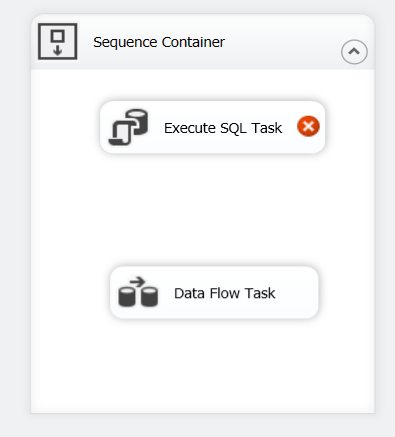 Sequence Container
Execute SQL Task
Data Flow Task